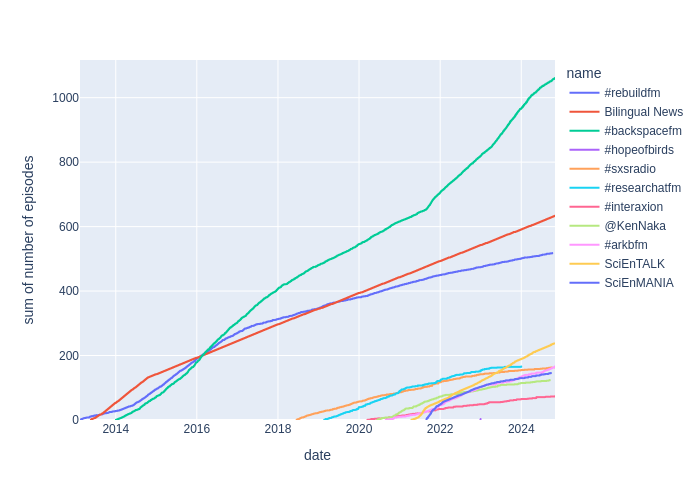 name
#rebuildfm
Bilingual News
#backspacefm
#hopeofbirds
#sxsradio
#researchatfm
#interaxion
@KenNaka
#arkbfm
SciEnTALK
SciEnMANIA
sum of number of episodes
1000
800
600
400
200
0
2014 2016 2018 2020 2022 2024
date